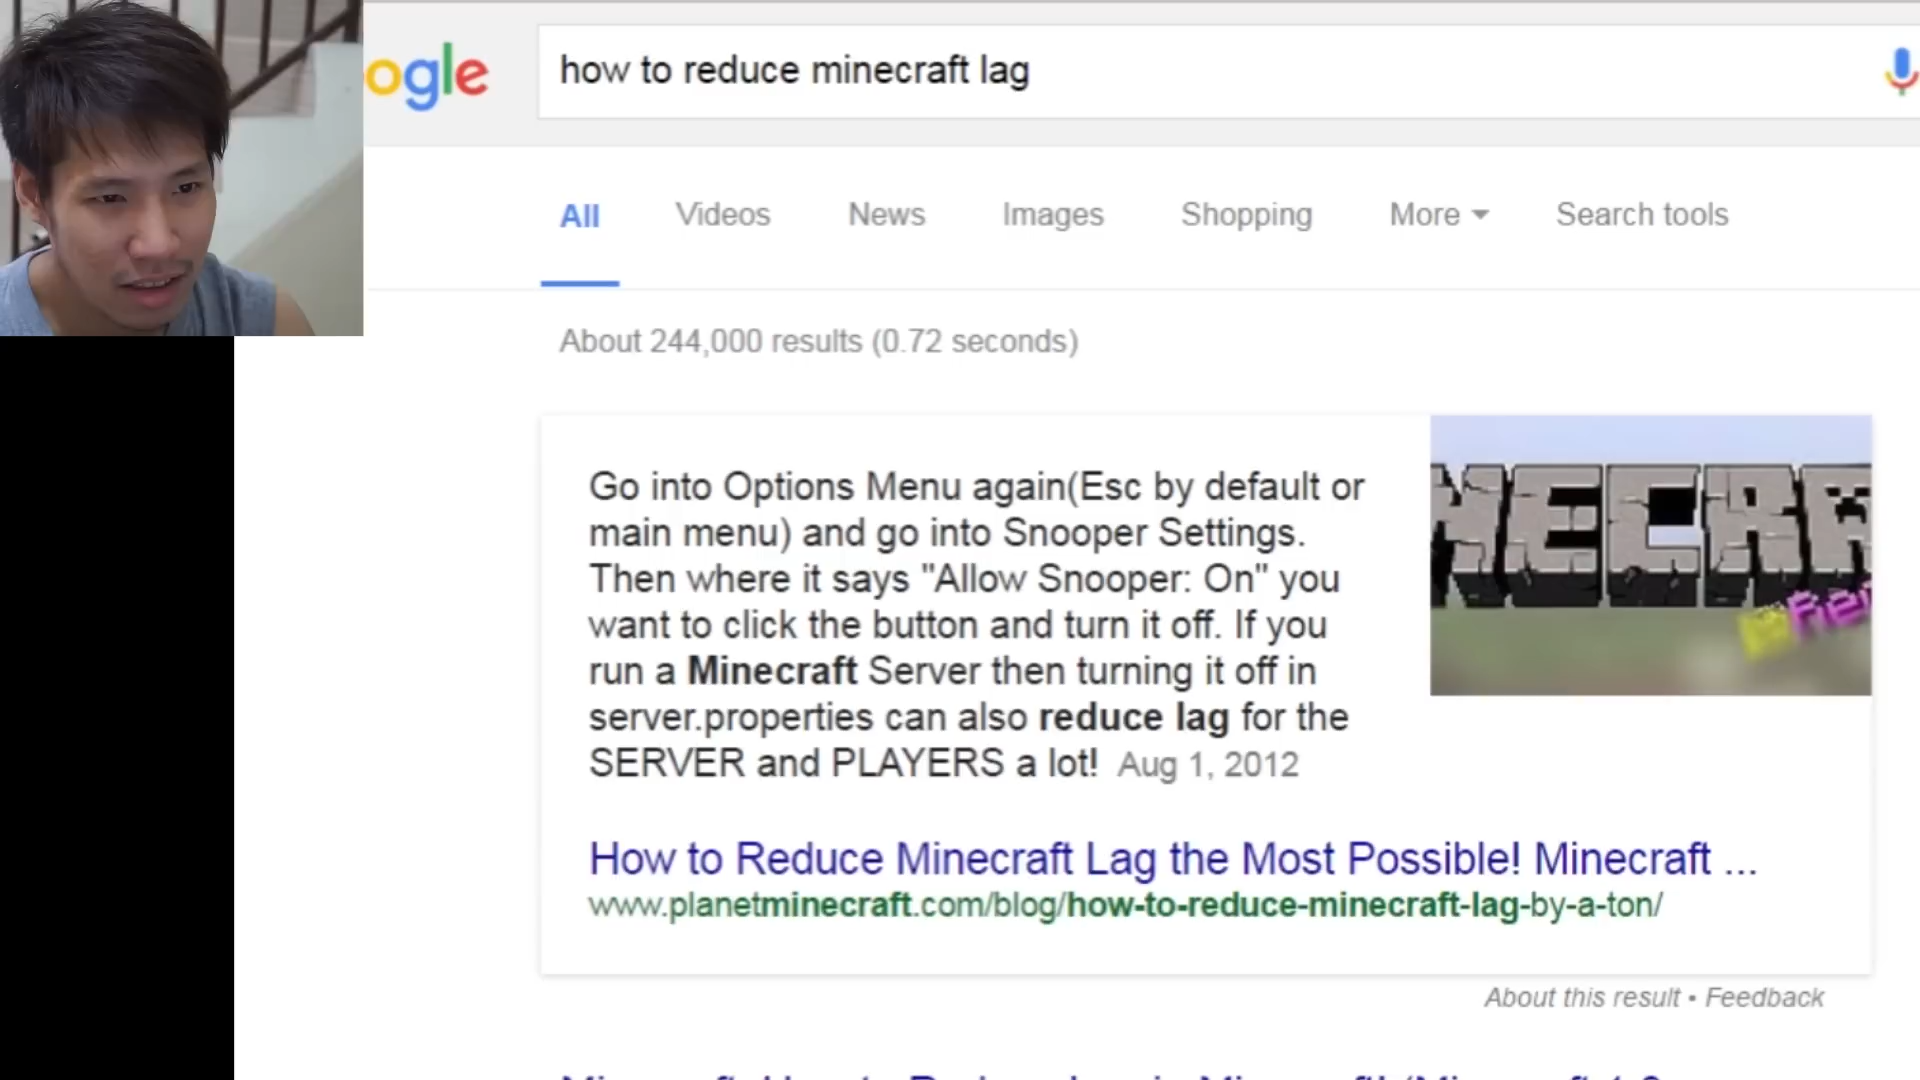 ogle
how to reduce minecraft lag
All Videos News Images Shopping More Search tools
About 244,000 results (0.72 seconds)
Go into Options Menu again(Esc by default or
main menu) and go into Snooper Settings.
Then where it says "Allow Snooper: On" you
want to click the button and turn it off. If you
run a Minecraft Server then turning it off in
server.properties can also reduce lag for the
SERVER and PLAYERS a lot! Aug 1, 2012
NECRA
How to Reduce Minecraft Lag the Most Possible! Minecraft ...
www.planetminecraft.com/blog/how-to-reduce-minecraft-lag-by-a-ton/
About this result • Feedback